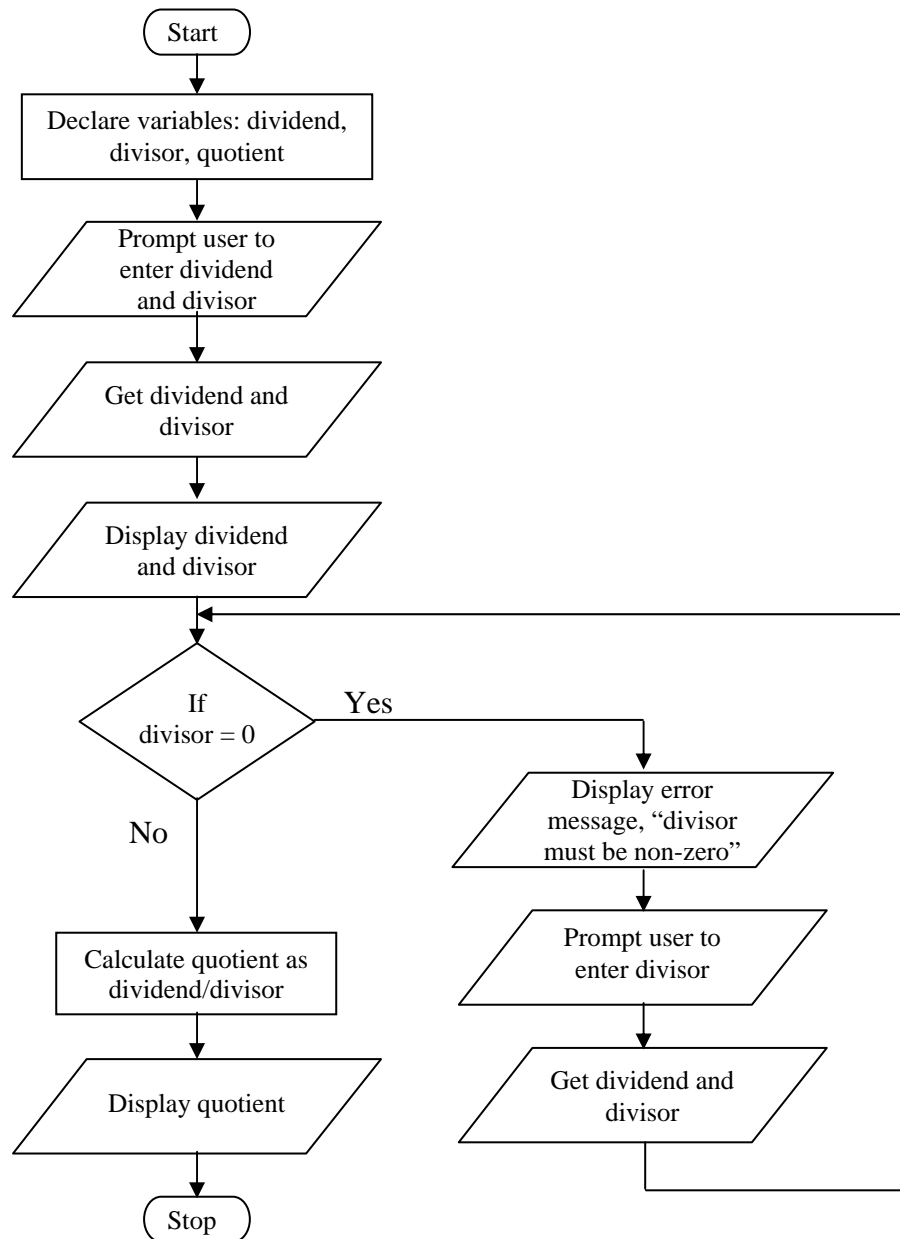 Start
Declare variables: dividend,
divisor, quotient
Prompt user to
enter dividend
and divisor
Get dividend and
divisor
Display dividend
and divisor
If
divisor = 0
Yes
No
Display error
message, “divisor
must be non-zero”
Prompt user to
enter divisor
Get dividend and
divisor
Calculate quotient as
dividend/divisor
Display quotient
Stop